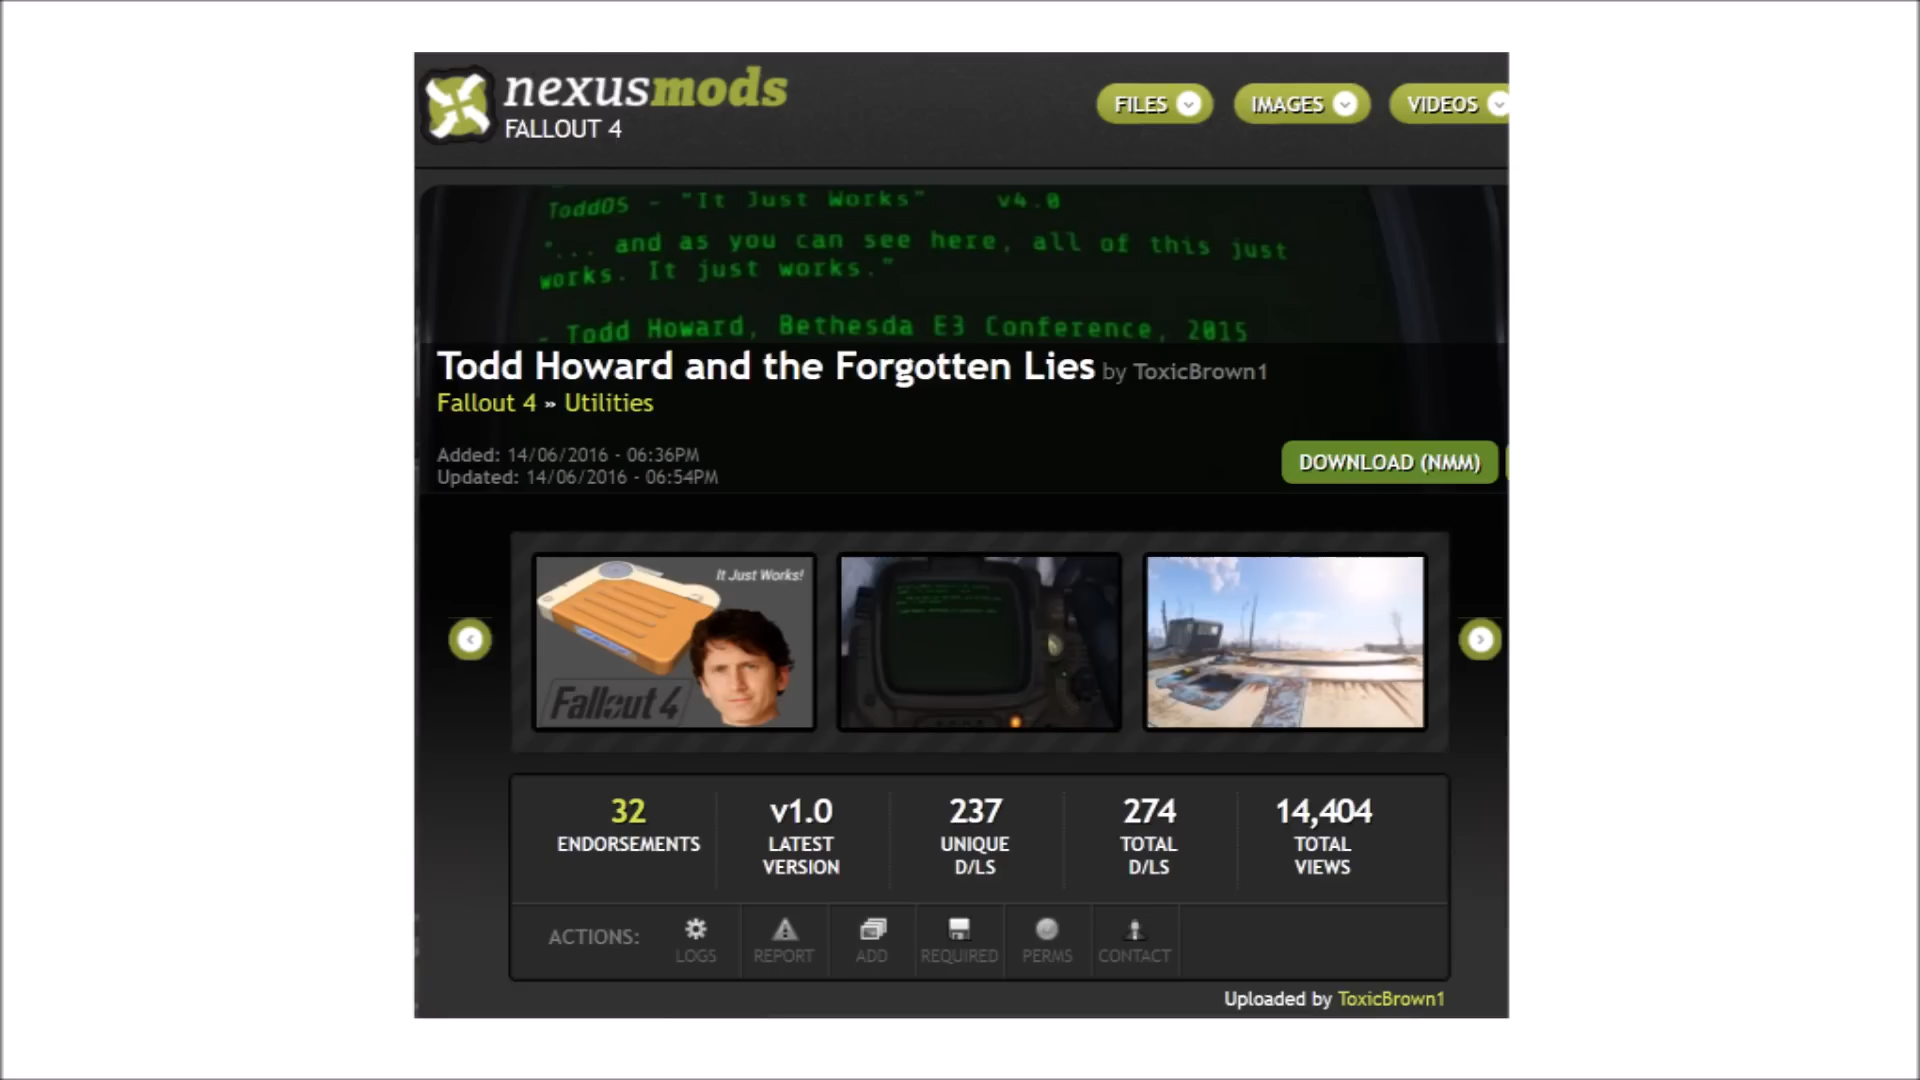 nexusmods
FALLOUT 4
FILES
IMAGES
VIDEOS
ToddOS - "It Just Works" v4.0
"... and as you can see here, all of this just
works. It just works."
- Todd Howard, Bethesda E3 Conference, 2015
Todd Howard and the Forgotten Lies by ToxicBrown1
Fallout 4 » Utilities
Added: 14/06/2016 - 06:36PM
Updated: 14/06/2016 - 06:54PM
DOWNLOAD (NMM)
It Just Works!
Fallout 4
32
ENDORSEMENTS
v1.0
LATEST
VERSION
237
UNIQUE
D/LS
274
TOTAL
D/LS
14,404
TOTAL
VIEWS
ACTIONS:
LOGS
REPORT
ADD
REQUIRED
PERMS
CONTACT
Uploaded by ToxicBrown1